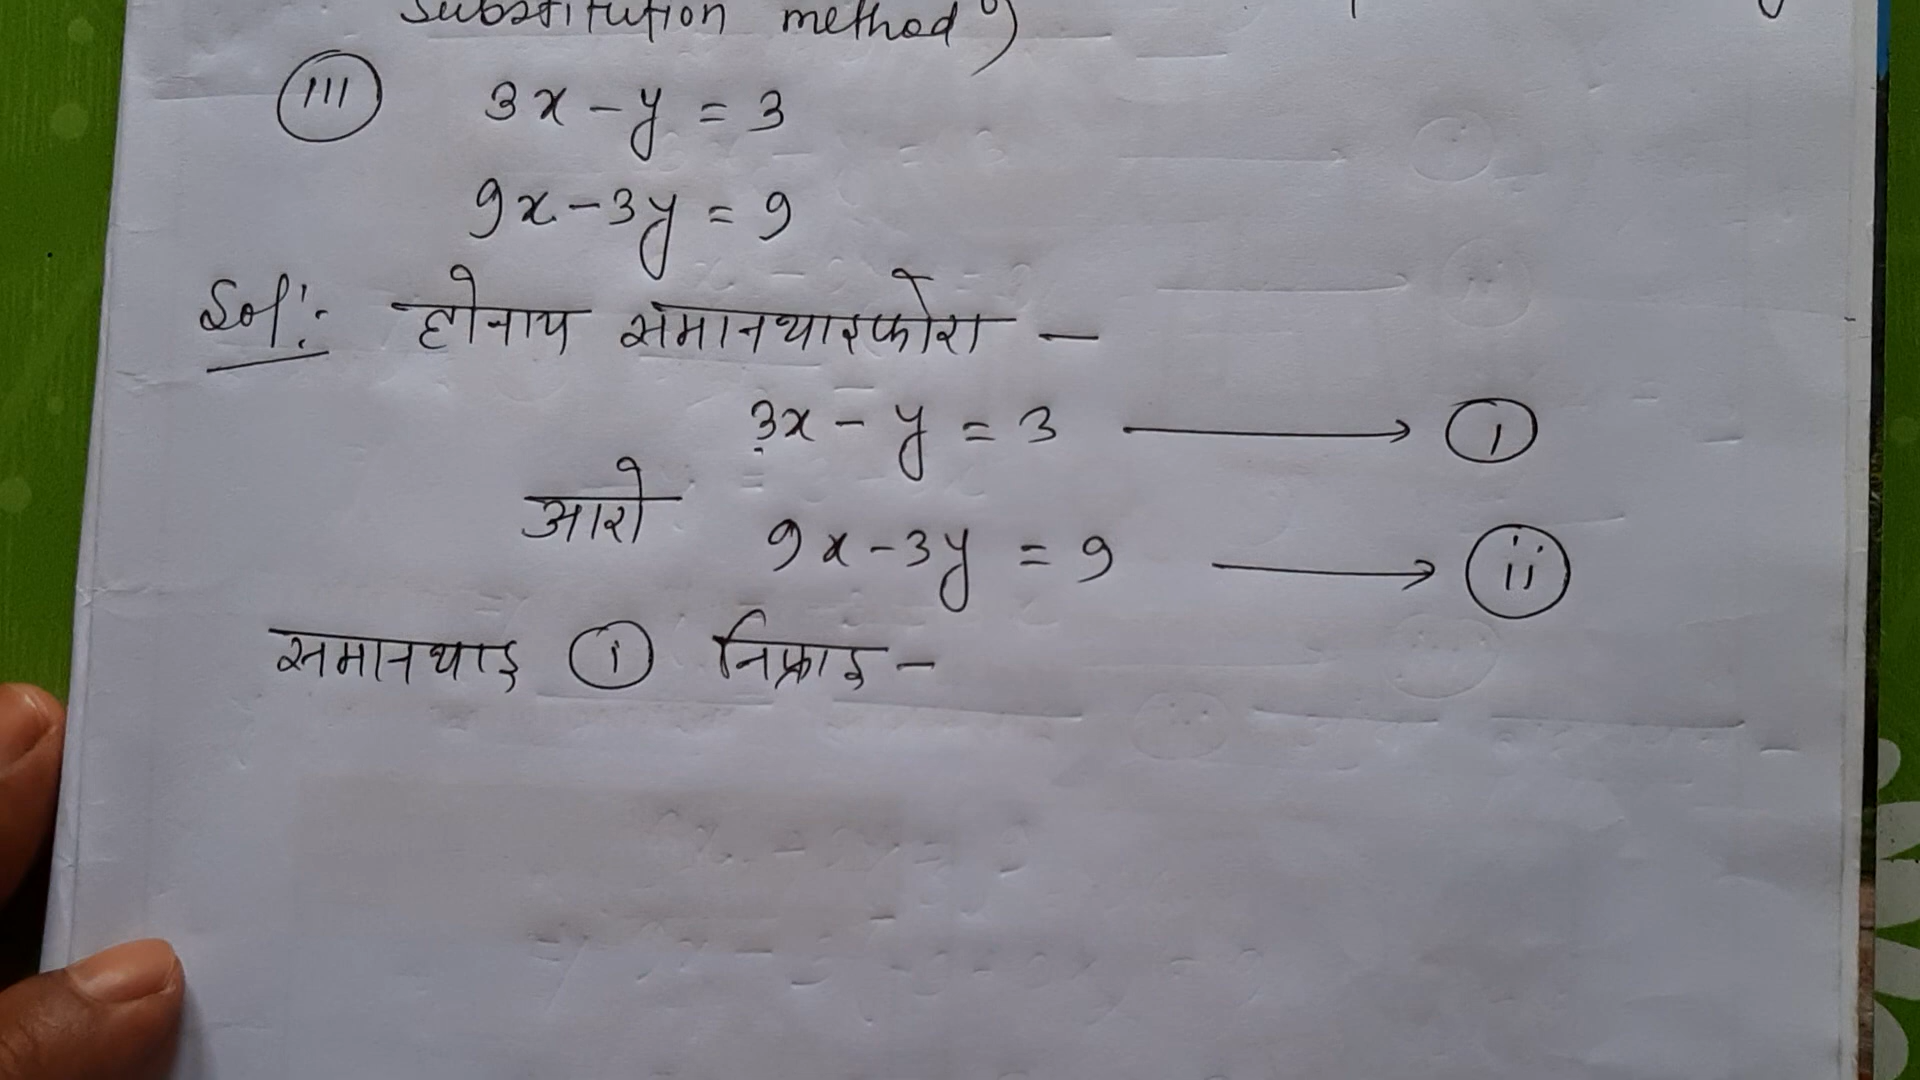 substitution method)
(iii) 3x - y = 3
9x - 3y = 9
Sol!:- होनाय समानथाइफोरा —
3x - y = 3 ⟶ (i)
आरो 9x - 3y = 9 ⟶ (ii)
समानथाइ (i) निफ्राइ -